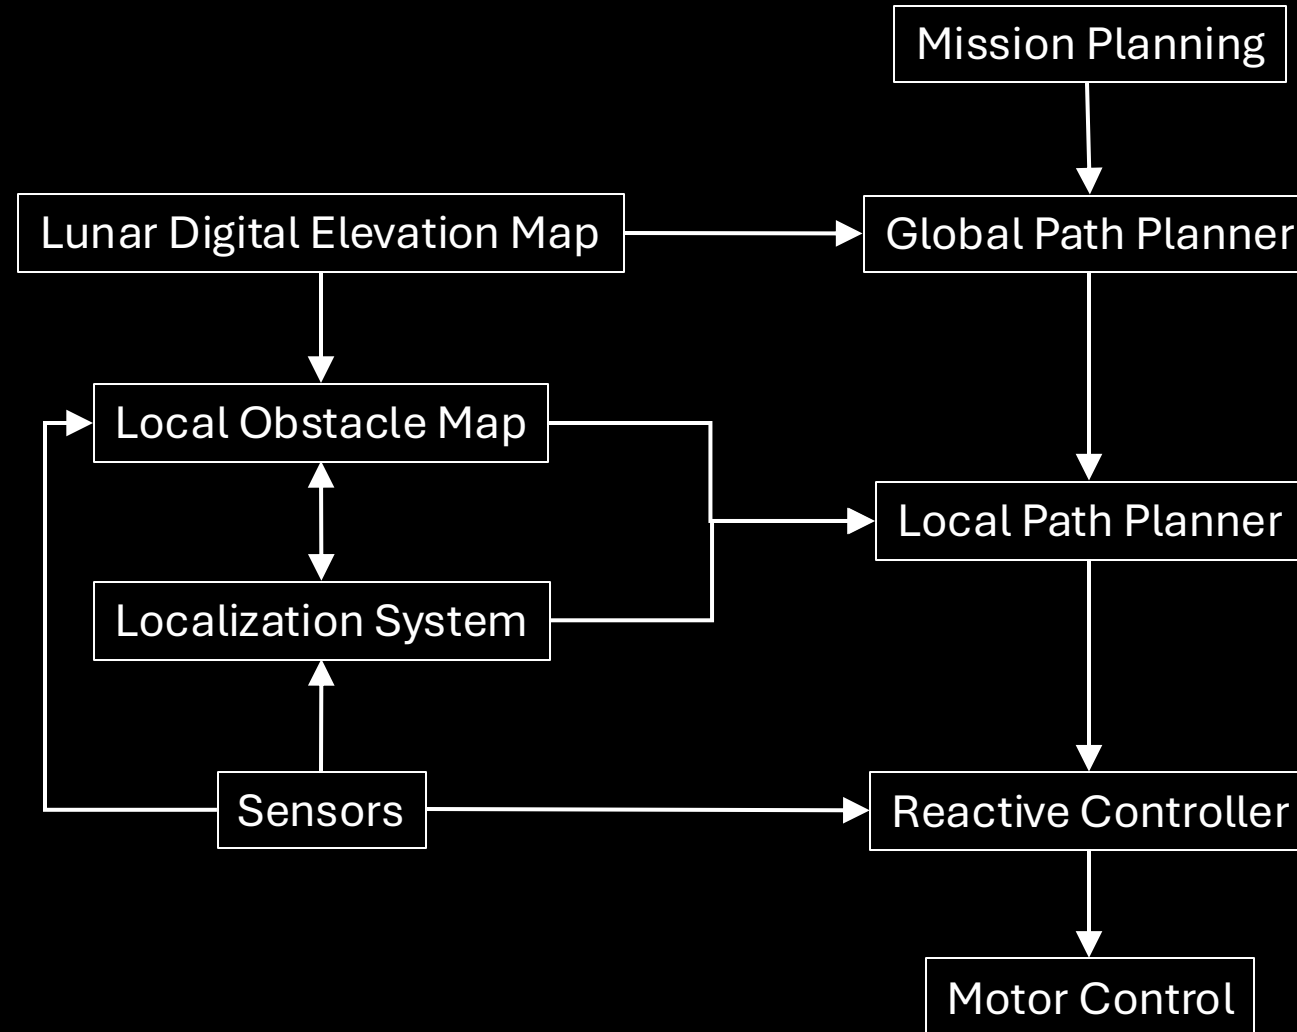 Mission Planning
Lunar Digital Elevation Map
Global Path Planner
Local Obstacle Map
Local Path Planner
Localization System
Sensors
Reactive Controller
Motor Control